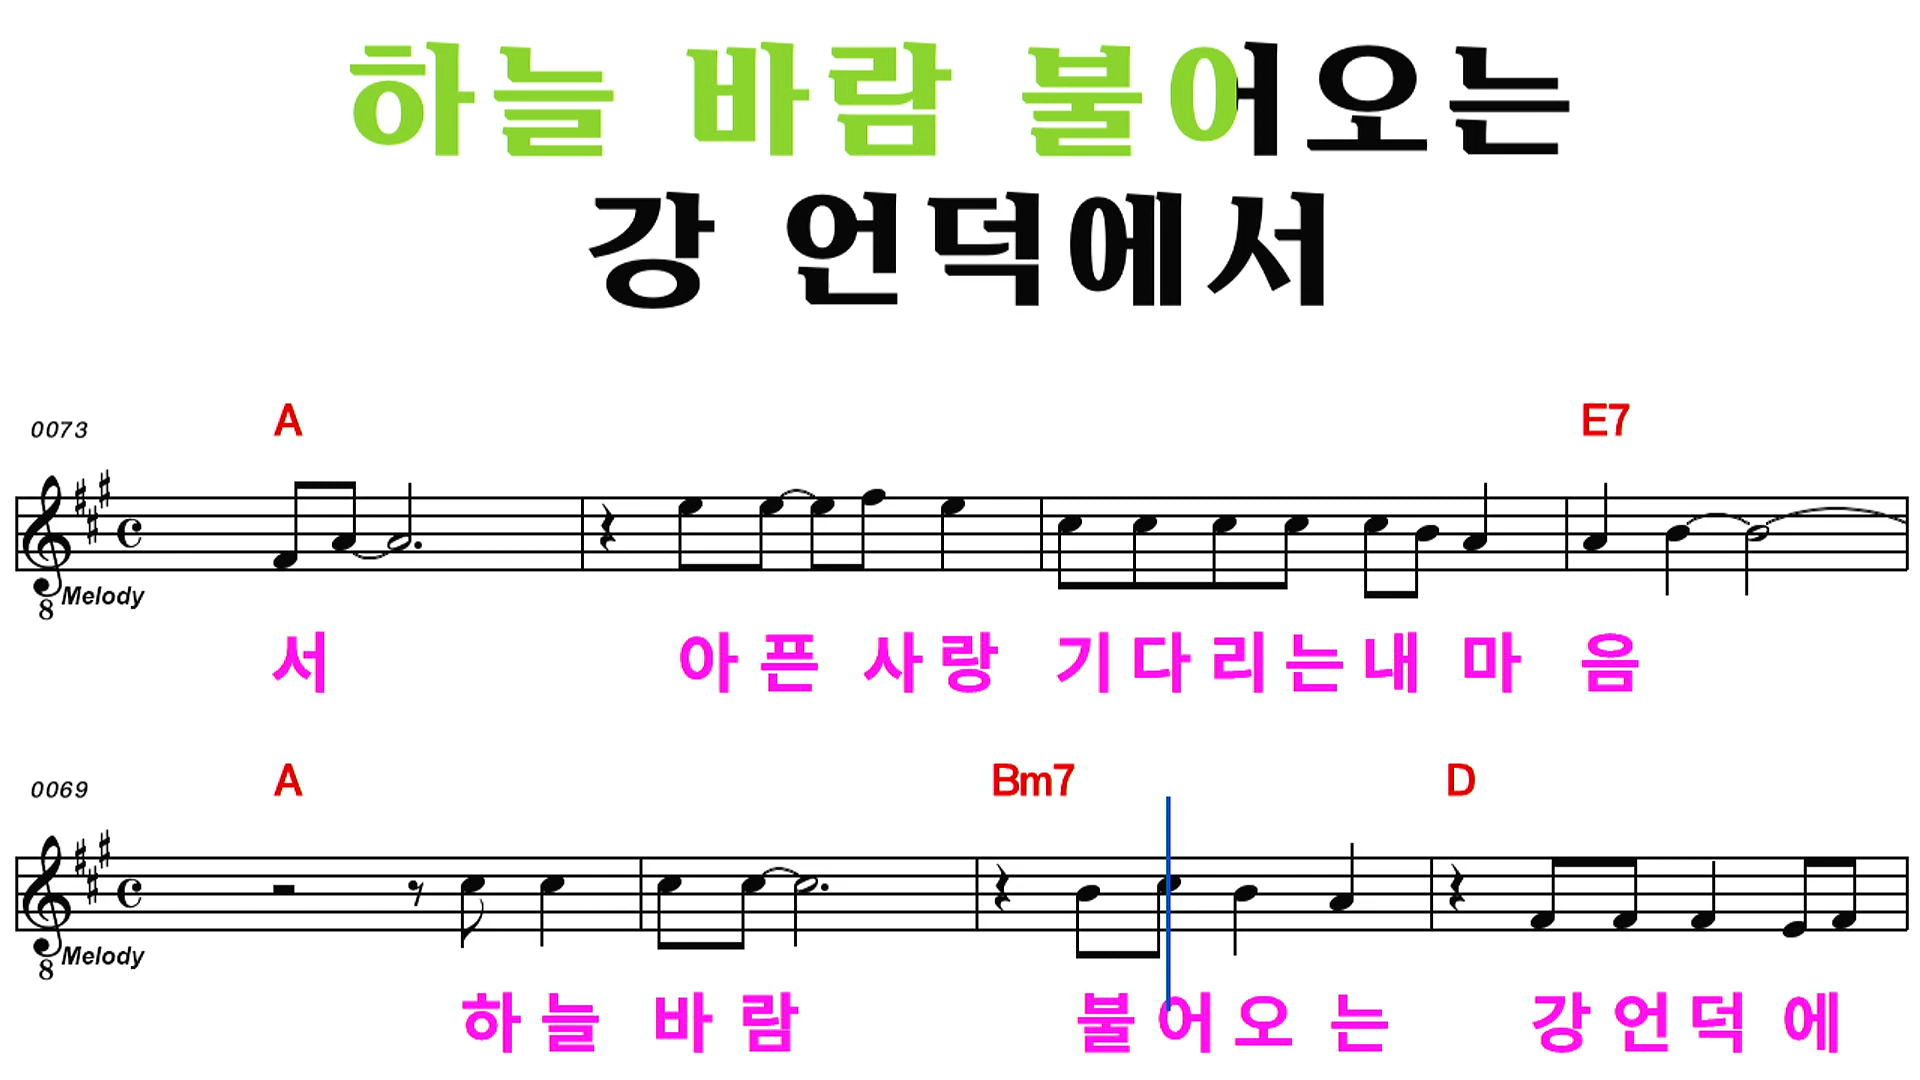 하늘 바람 불어오는
강 언덕에서
0073 A E7
8 Melody
서 아픈 사랑 기다리는내 마 음
0069 A Bm7 D
8 Melody
하늘 바람 불어오 는 강언덕 에